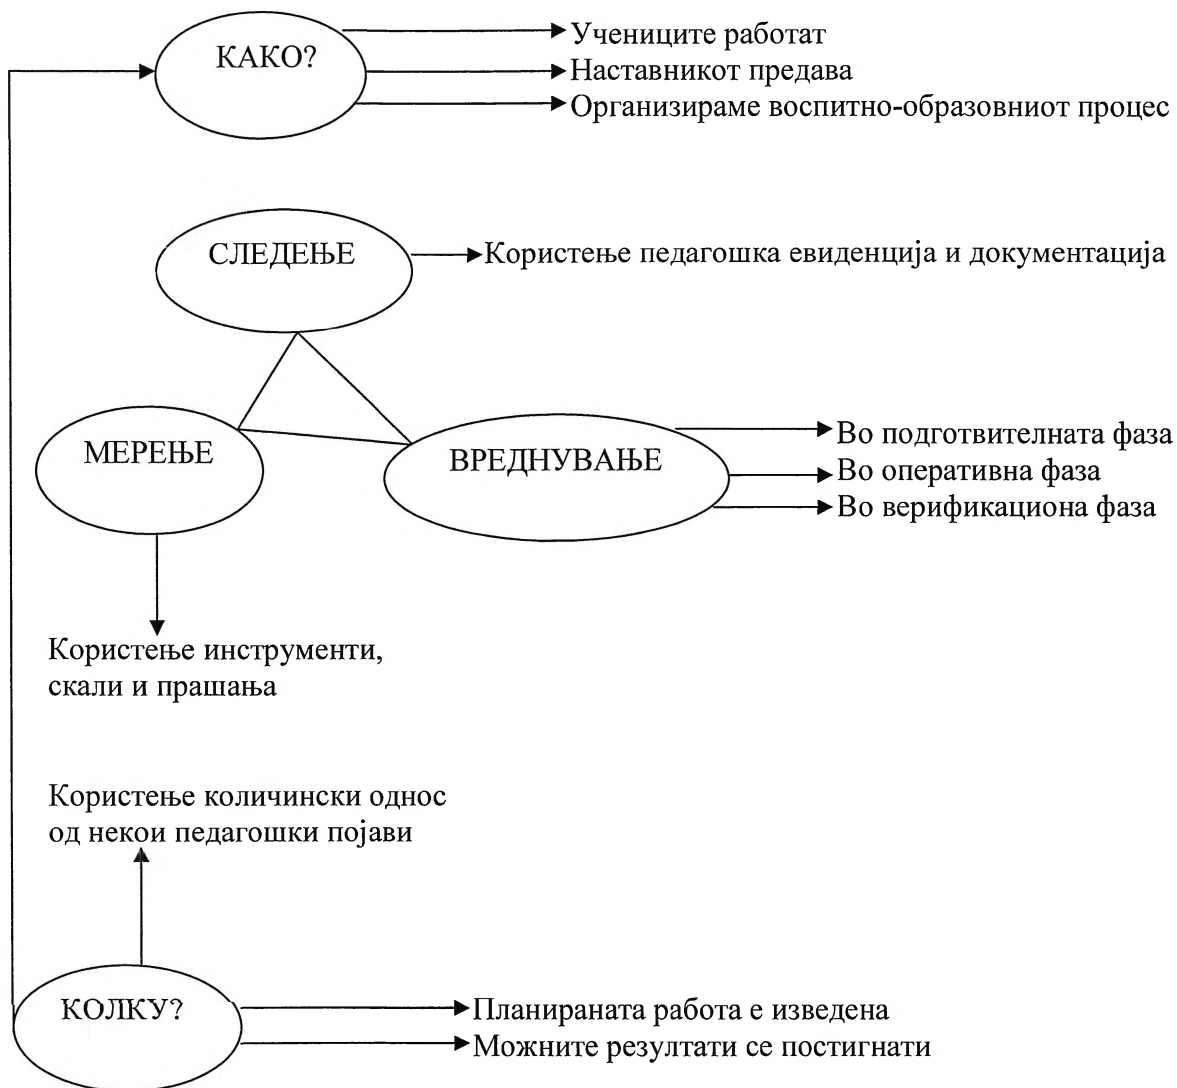 КАКО?
Учениците работат
Наставникот предава
Организираме воспитно-образовниот процес
СЛЕДЕЊЕ
Користење педагошка евиденција и документација
МЕРЕЊЕ
ВРЕДНУВАЊЕ
Во подготвителната фаза
Во оперативна фаза
Во верификациона фаза
Користење инструменти,
скали и прашања
Користење количински однос
од некои педагошки појави
КОЛКУ?
Планираната работа е изведена
Можните резултати се постигнати